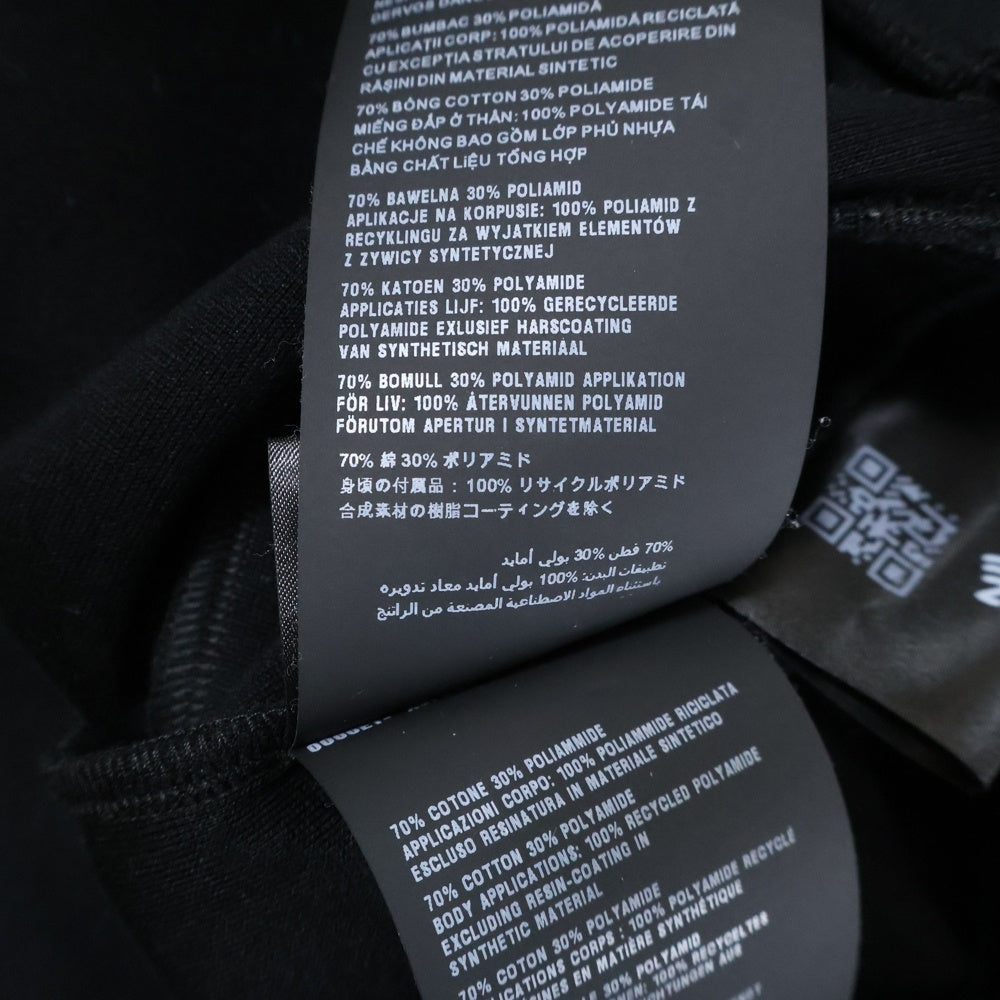 70% BUMBAC 30% POLIAMIDĂ
APLICAȚII CORP: 100% POLIAMIDĂ RECICLATĂ
CU EXCEPȚIA STRATULUI DE ACOPERIRE DIN
RĂȘINI DIN MATERIAL SINTETIC
70% BÔNG COTTON 30% POLIAMIDE
MIẾNG ĐẮP Ở THÂN: 100% POLYAMIDE TÁI
CHẾ KHÔNG BAO GỒM LỚP PHỦ NHỰA
BẰNG CHẤT LIỆU TỔNG HỢP
70% BAWEŁNA 30% POLIAMID
APLIKACJE NA KORPUSIE: 100% POLIAMID Z
RECYKLINGU ZA WYJATKIEM ELEMENTÓW
Z ZYWICY SYNTETYCZNEJ
70% KATOEN 30% POLYAMIDE
APPLICATIES LIJF: 100% GERECYCLEERDE
POLYAMIDE EXLUSIEF HARSCOATING
VAN SYNTHETISCH MATERIAAL
70% BOMULL 30% POLYAMID APPLIKATION
FÖR LIV: 100% ÅTERVUNNEN POLYAMID
FÖRUTOM APERTUR I SYNTETMATERIAL
70% 綿 30% ポリアミド
身頃の付属品：100% リサイクルポリアミド
合成素材の樹脂コーティングを除く
70% قطن 30% بولي أمايد
تطبيقات البدن: 100% بولي أمايد معاد تدويره
باستثناء المواد الاصطناعية المصنعة من الراتنج
70% COTONE 30% POLIAMMIDE
APPLICAZIONI CORPO: 100% POLIAMMIDE RICICLATA
ESCLUSO RESINATURA IN MATERIALE SINTETICO
70% COTTON 30% POLYAMIDE
BODY APPLICATIONS: 100% RECYCLED POLYAMIDE
EXCLUDING RESIN-COATING IN
SYNTHETIC MATERIAL
70% COTON 30% POLYAMIDE
CORPS : 100% POLYAMIDE RECYCLÉ
EN MATIÈRE SYNTHÉTIQUE
30% POLYAMID
100% RECYCELTES
AUS